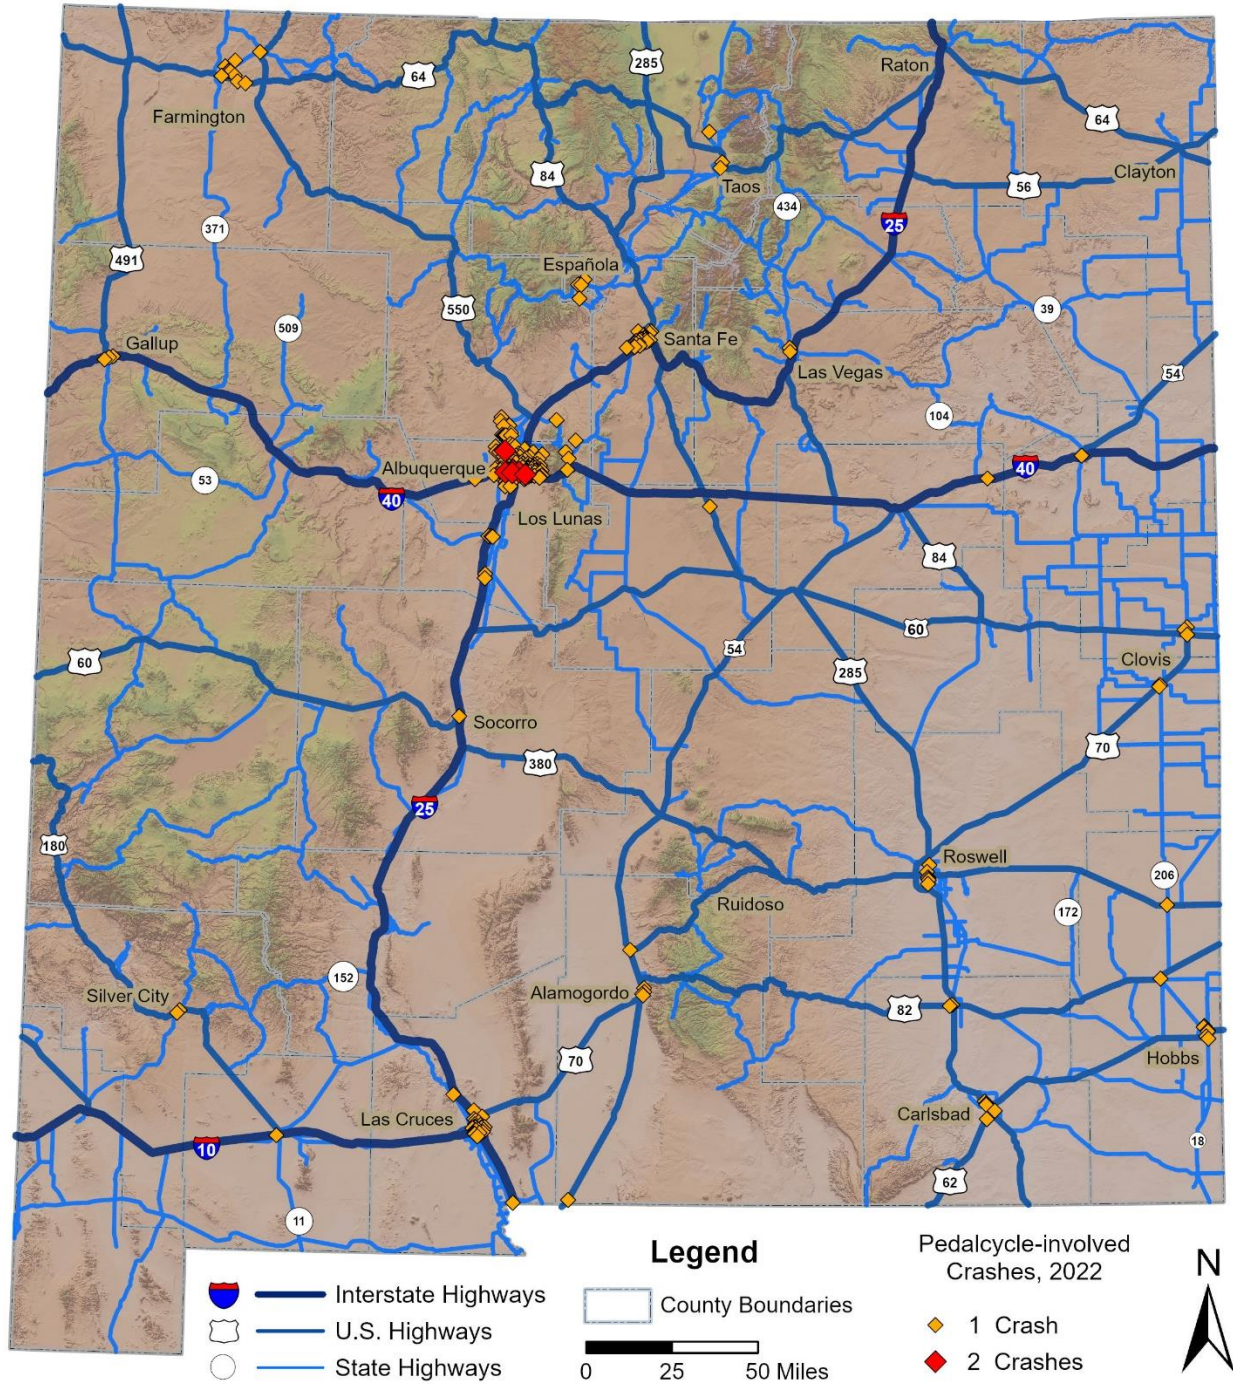 285
64
Raton
Farmington
64
Clayton
84
Taos
56
434
371
25
491
Española
550
39
509
Gallup
Santa Fe
Las Vegas
54
104
Albuquerque
40
53
40
Los Lunas
84
60
54
60
Clovis
285
Socorro
70
380
25
180
Roswell
206
Ruidoso
172
152
Silver City
Alamogordo
82
70
Hobbs
Las Cruces
Carlsbad
10
18
62
11
Legend
Pedalcycle-involved
Crashes, 2022
N
Interstate Highways
County Boundaries
1 Crash
U.S. Highways
2 Crashes
State Highways
0 25 50 Miles